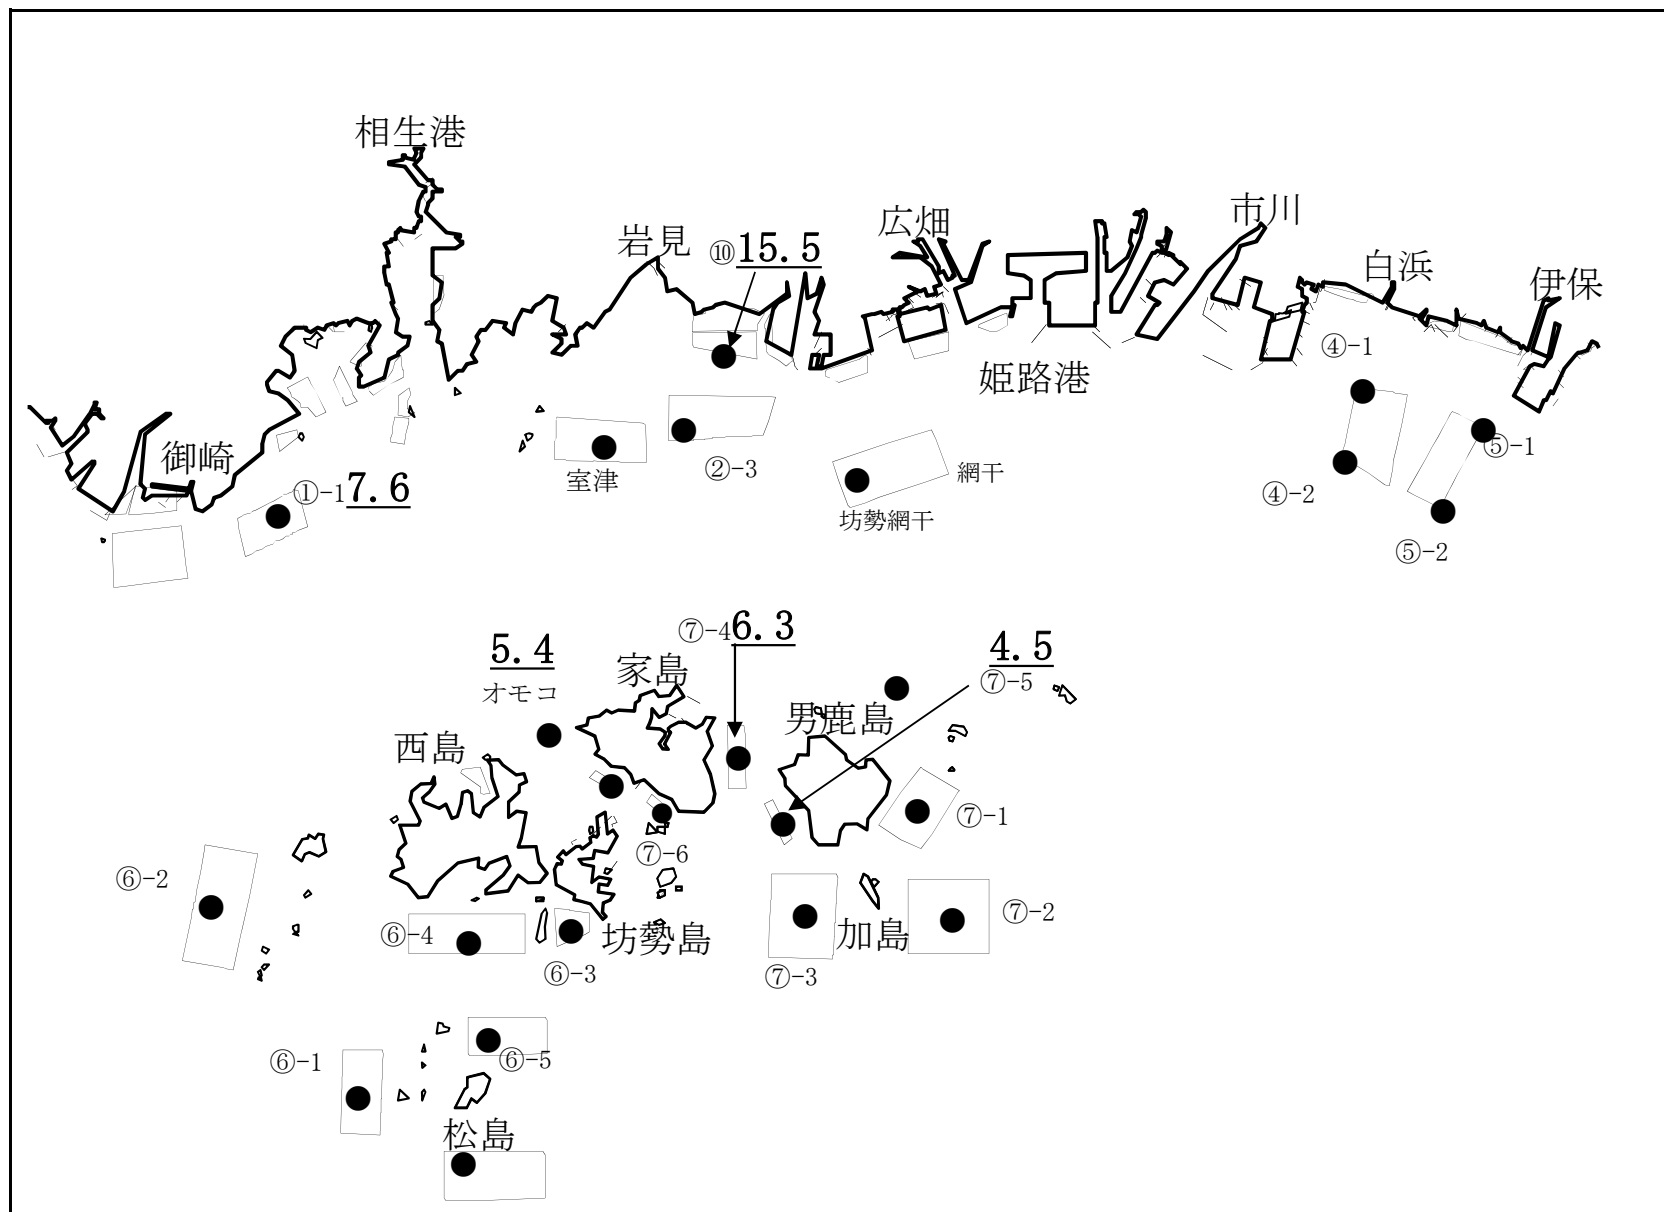 相生港
市川
広畑
岩見
⑩15.5
白浜
伊保
④-1
姫路港
御崎
⑤-1
②-3
室津
網干
①-17.6
④-2
坊勢網干
⑤-2
⑦-46.3
5.4
4.5
家島
⑦-5
オモコ
男鹿島
西島
⑦-1
⑦-6
⑥-2
⑦-2
⑥-4
坊勢島
加島
⑥-3
⑦-3
⑥-1
⑥-5
松島